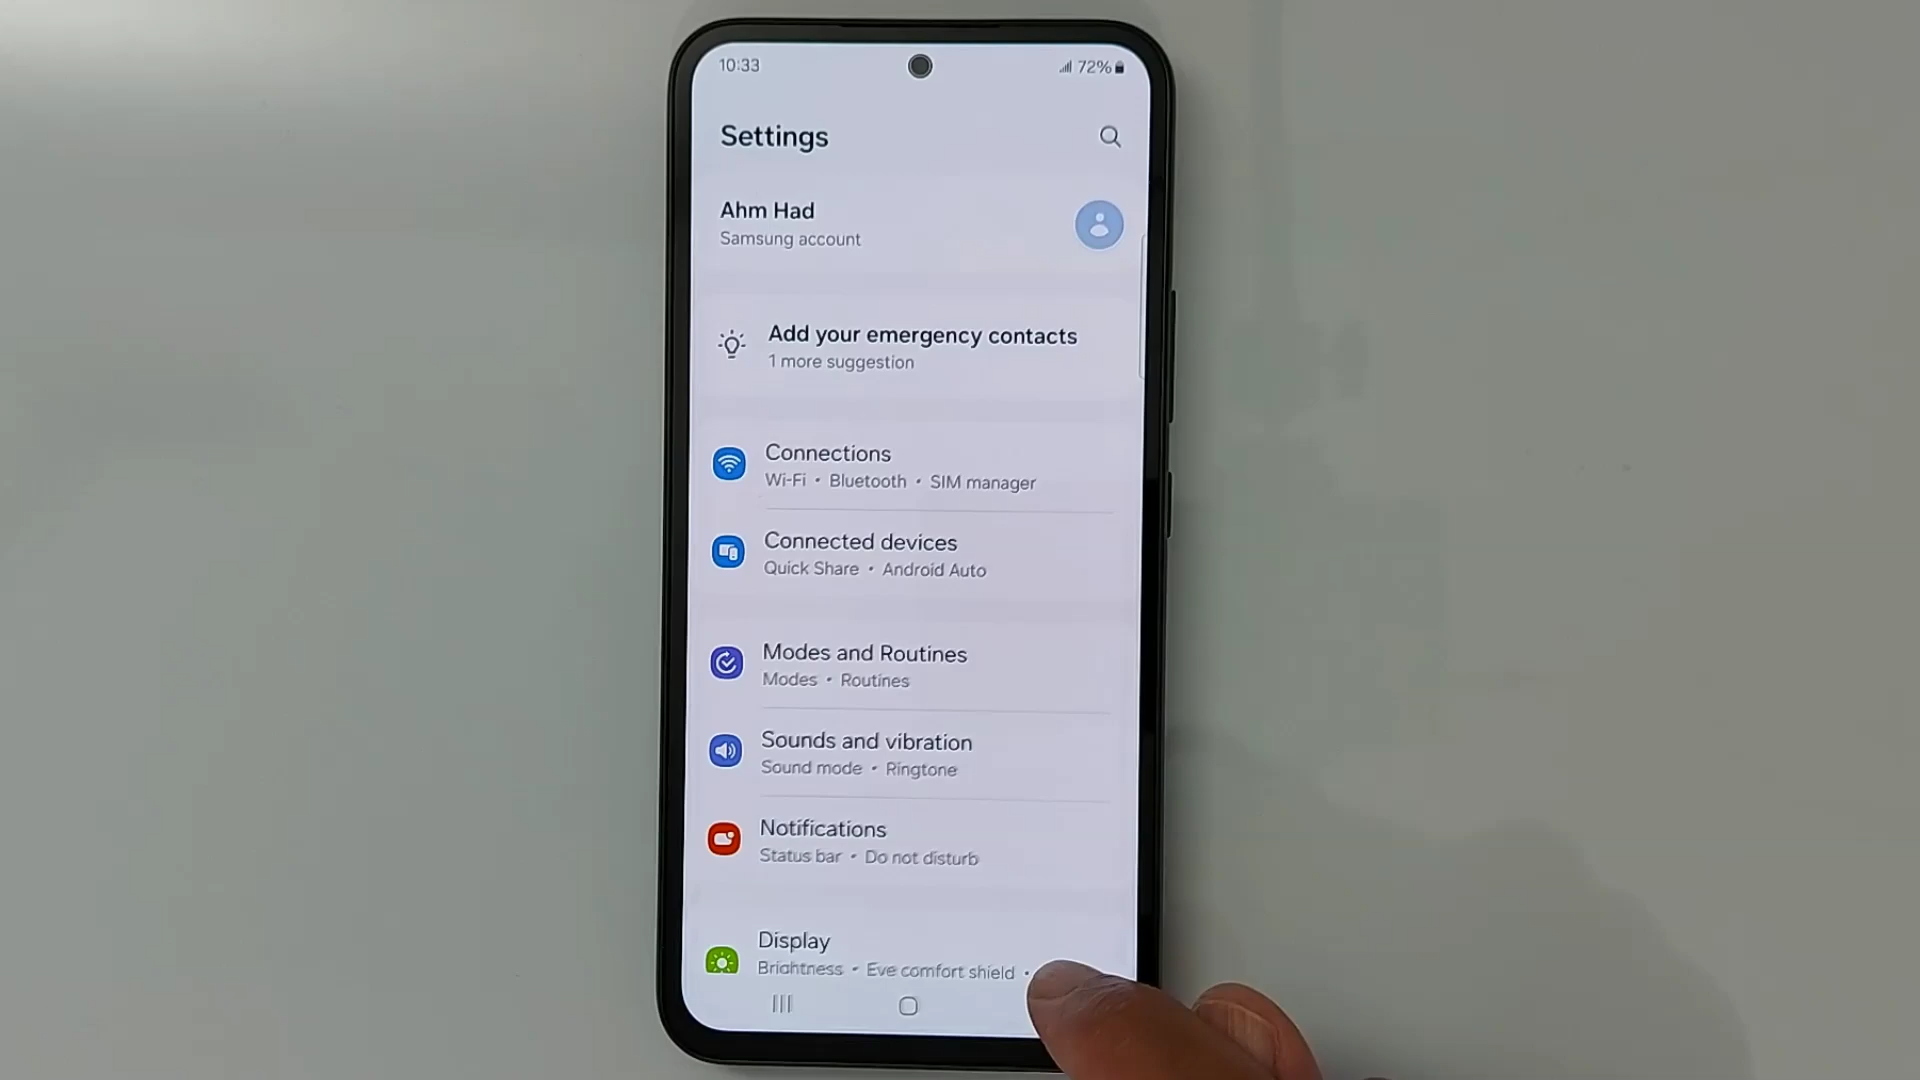 10:33
72%
Settings
Ahm Had
Samsung account
Add your emergency contacts
1 more suggestion
Connections
Wi-Fi • Bluetooth • SIM manager
Connected devices
Quick Share • Android Auto
Modes and Routines
Modes • Routines
Sounds and vibration
Sound mode • Ringtone
Notifications
Status bar • Do not disturb
Display
Brightness • Eye comfort shield •